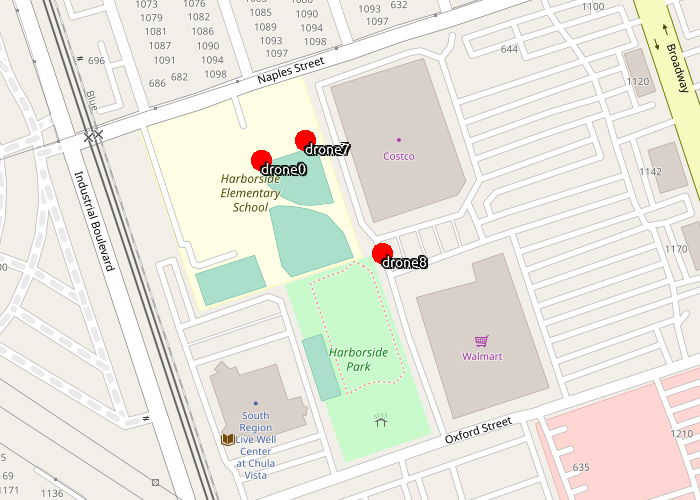 1073
1079
1081
1087
1091
1076
1082
1086
1090
1094
1098
1085
1089
1093
1097
1090
1094
1098
1093
1097
632
1100
696
686
682
644
Naples Street
Broadway
1120
Blue
Costco
drone7
drone0
Harborside
Elementary
School
1142
Industrial Boulevard
drone8
1170
00
Harborside
Park
Walmart
South
Region
Live Well
Center
at Chula
Vista
Oxford Street
1210
635
5
169
1171
1136